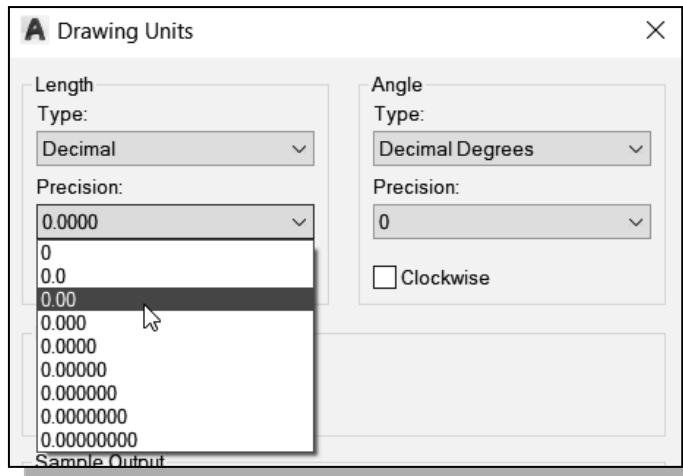 A Drawing Units
Length
Type:
Decimal
Precision:
0.0000
0
0.0
0.00
0.000
0.0000
0.00000
0.000000
0.0000000
0.00000000
Angle
Type:
Decimal Degrees
Precision:
0
Clockwise
Sample Output